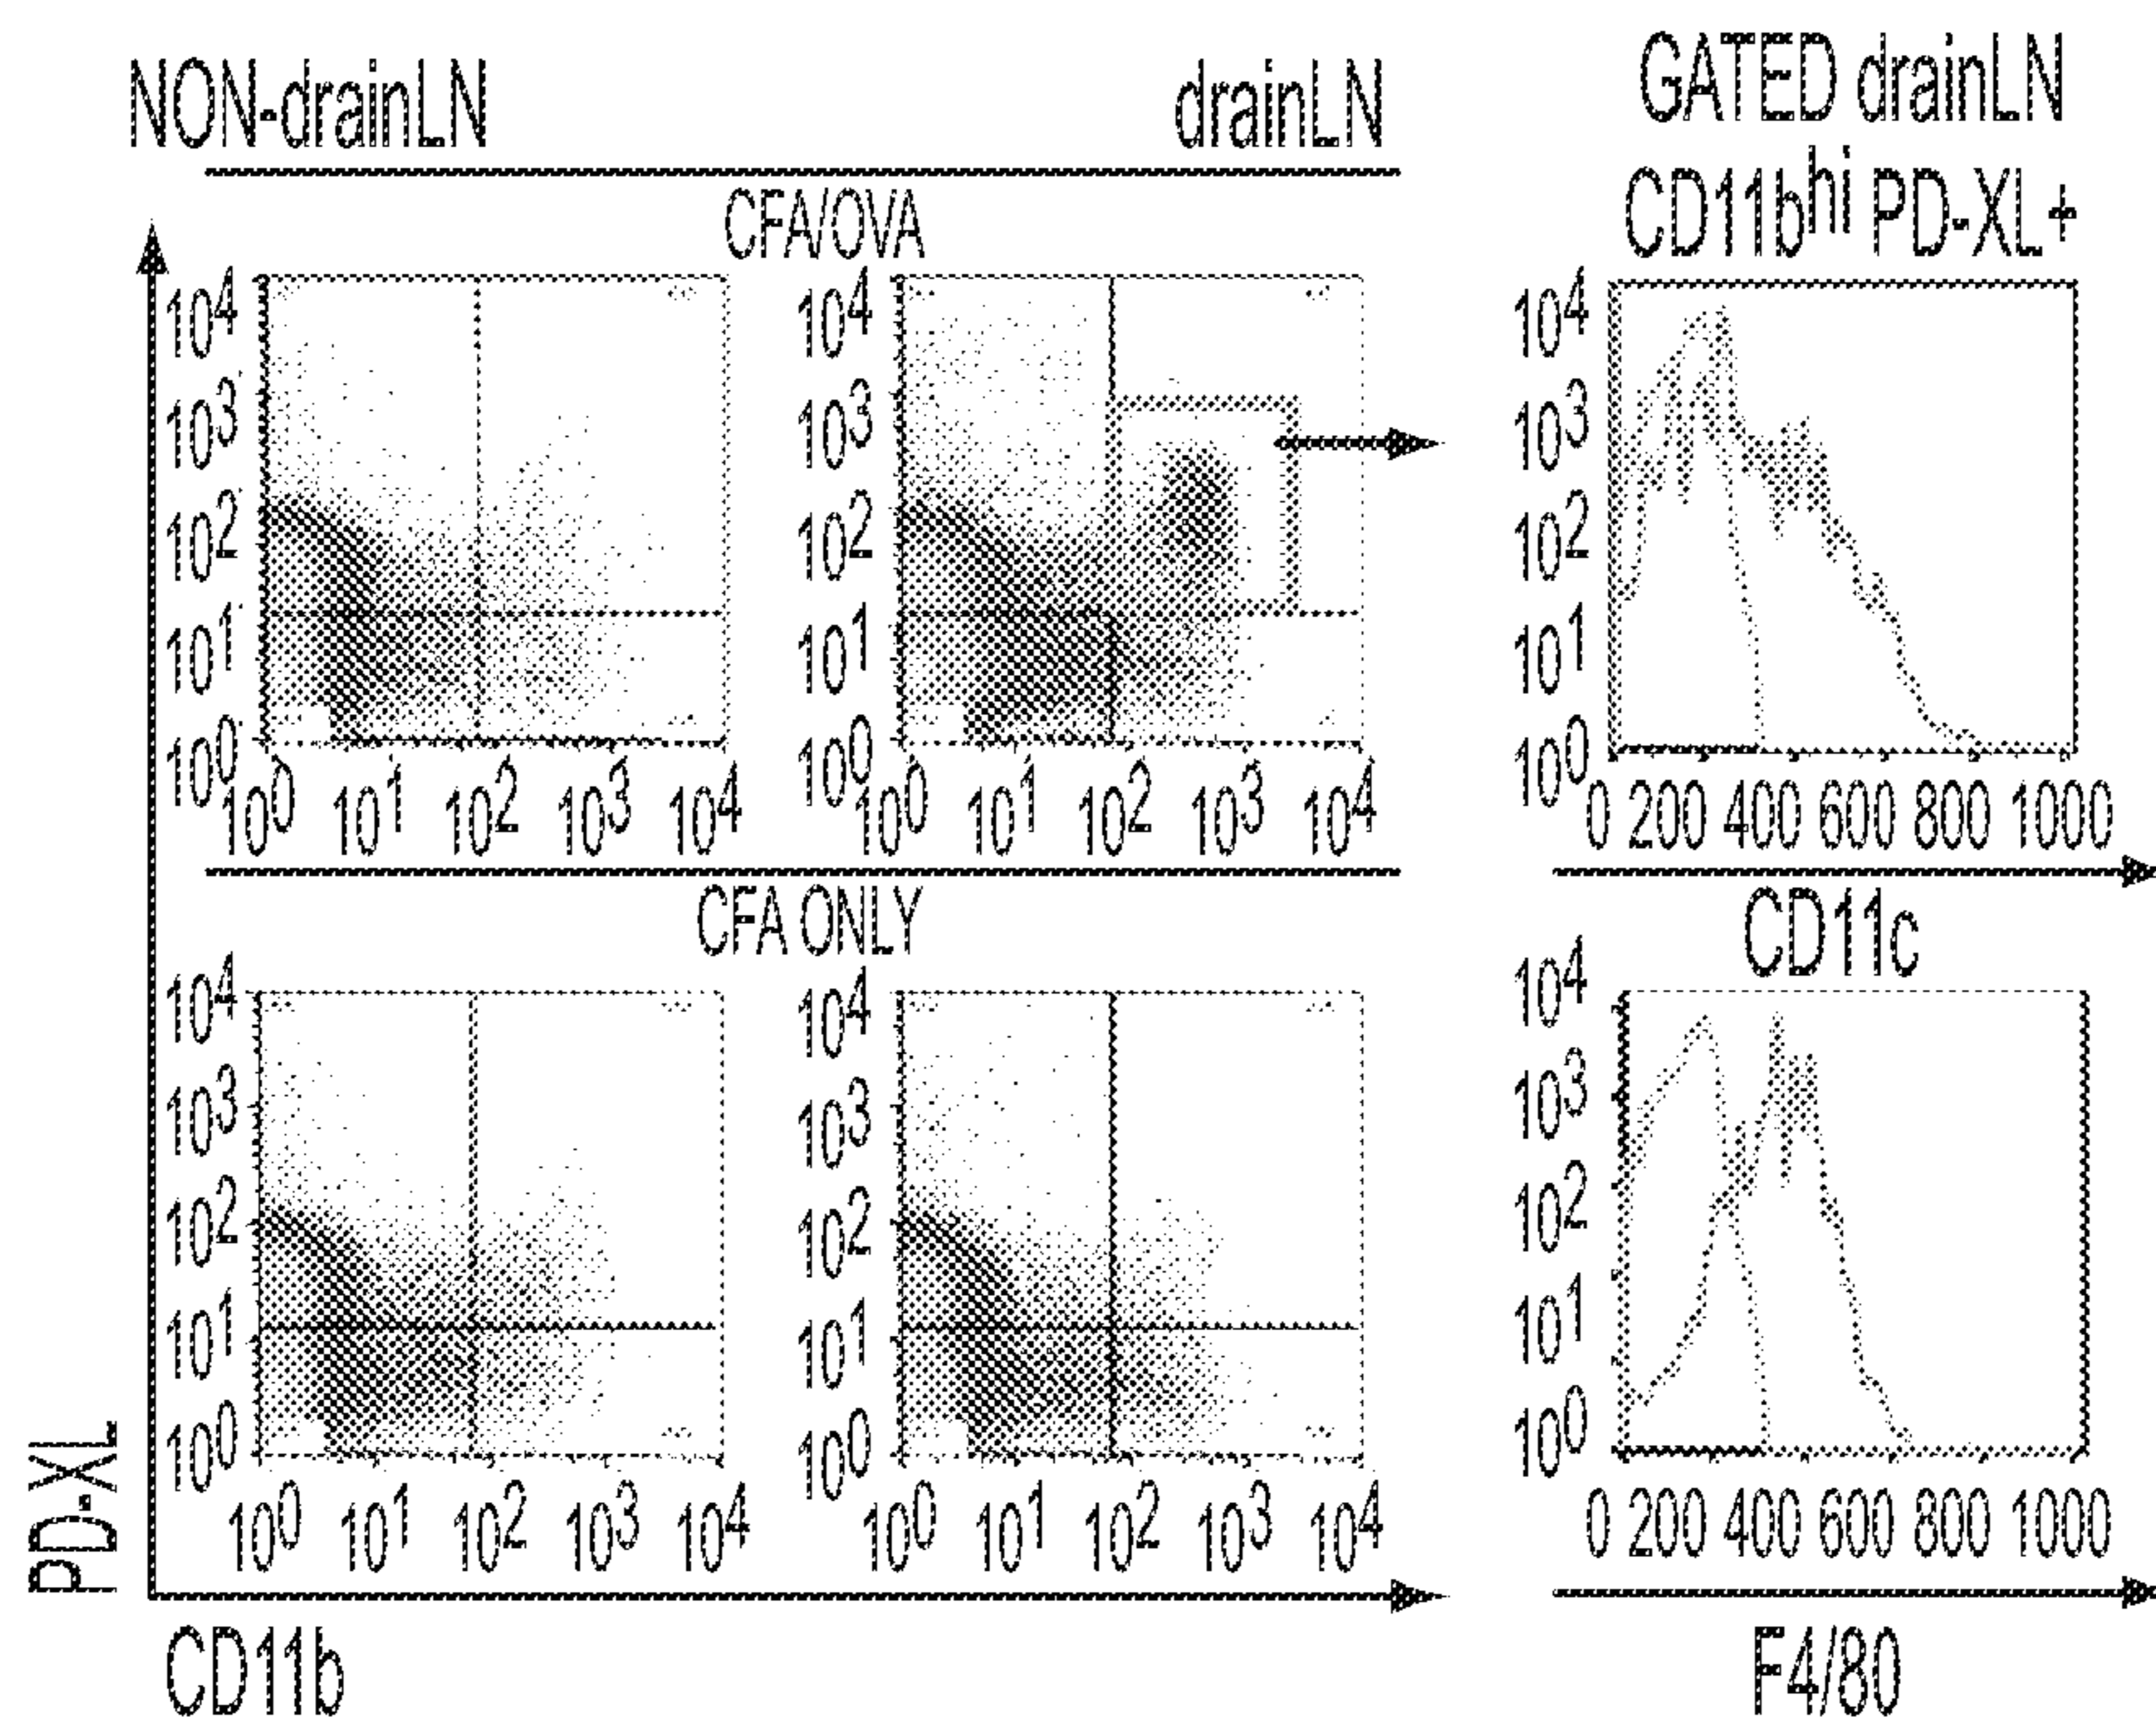 NON-drainLN drainLN
GATED drainLN
CD11bhi PD-XL+
CFA/OVA
10^4 10^4 10^4
10^3 10^3 10^3
10^2 10^2 10^2
10^1 10^1 10^1
10^0 10^0 10^0
10^0 10^1 10^2 10^3 10^4 10^0 10^1 10^2 10^3 10^4 0 200 400 600 800 1000
CFA ONLY
CD11c
10^4 10^4 10^4
10^3 10^3 10^3
10^2 10^2 10^2
10^1 10^1 10^1
10^0 10^0 10^0
10^0 10^1 10^2 10^3 10^4 10^0 10^1 10^2 10^3 10^4 0 200 400 600 800 1000
PD-XL
CD11b
F4/80